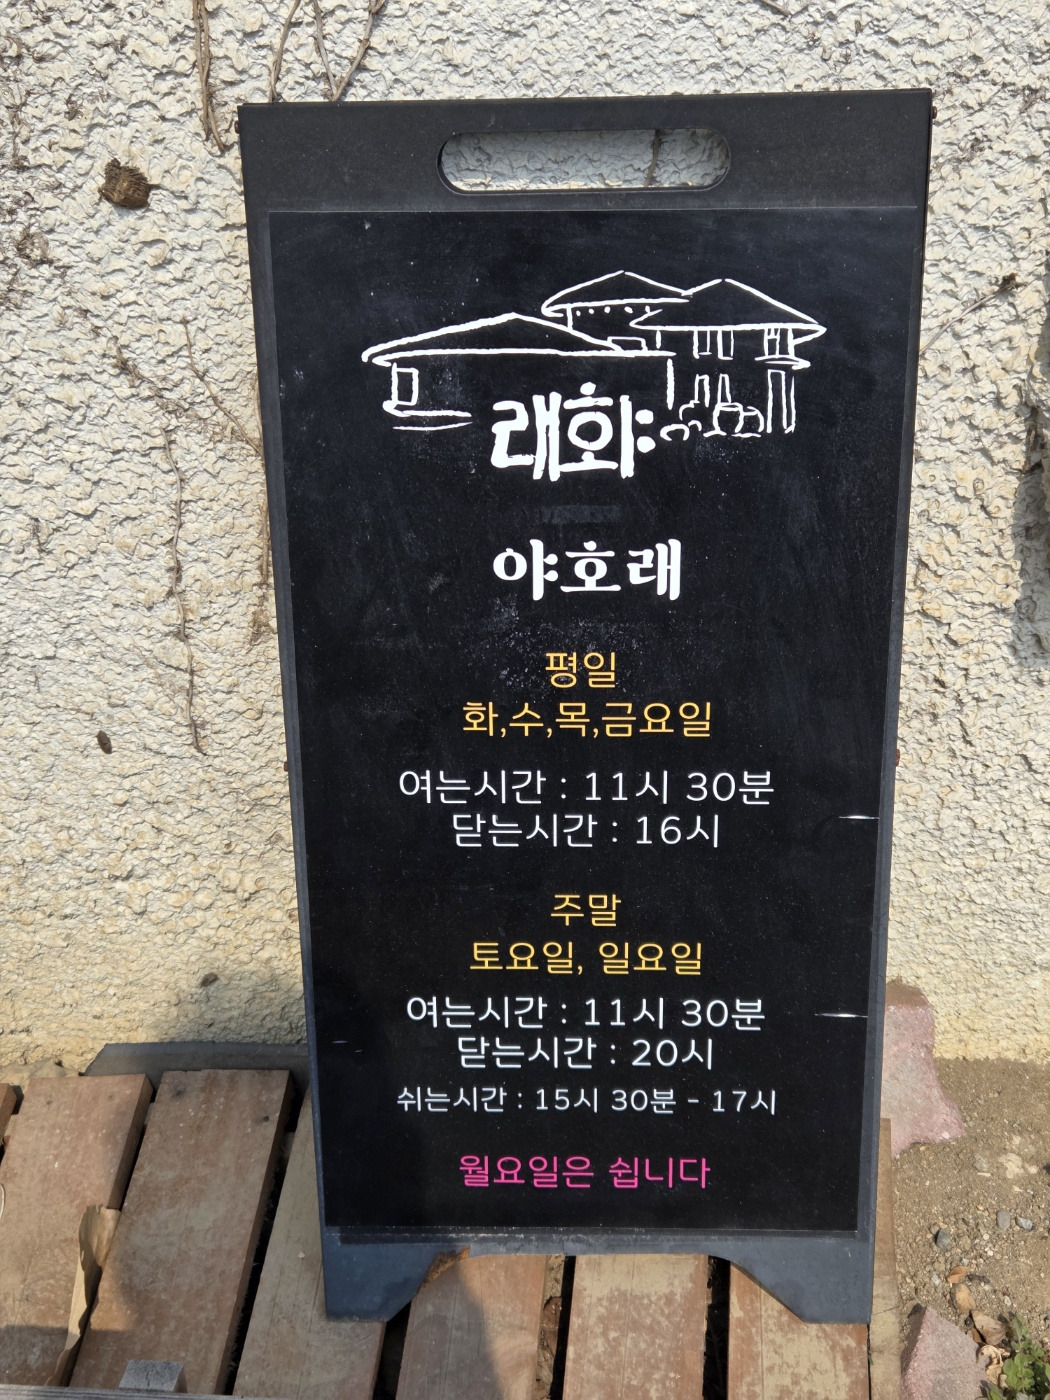 래화:
야호래
평일
화,수,목,금요일
여는시간 : 11시 30분
닫는시간 : 16시
주말
토요일, 일요일
여는시간 : 11시 30분
닫는시간 : 20시
쉬는시간 : 15시 30분 - 17시
월요일은 쉽니다